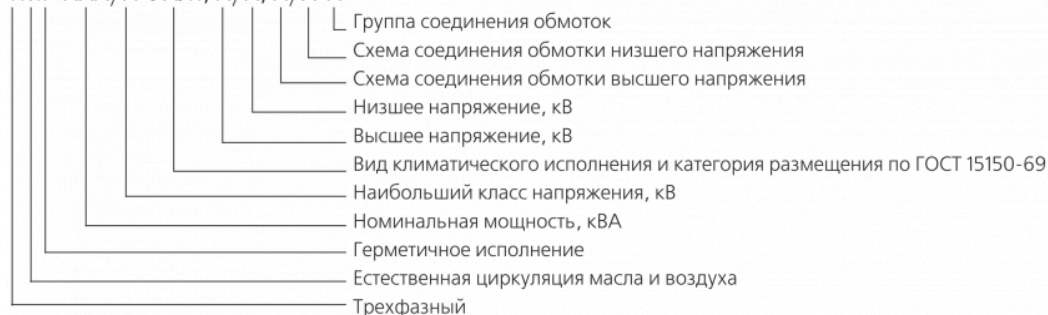 Группа соединения обмоток
Схема соединения обмотки низшего напряжения
Схема соединения обмотки высшего напряжения
Низшее напряжение, кВ
Высшее напряжение, кВ
Вид климатического исполнения и категория размещения по ГОСТ 15150-69
Наибольший класс напряжения, кВ
Номинальная мощность, кВА
Герметичное исполнение
Естественная циркуляция масла и воздуха
Трехфазный